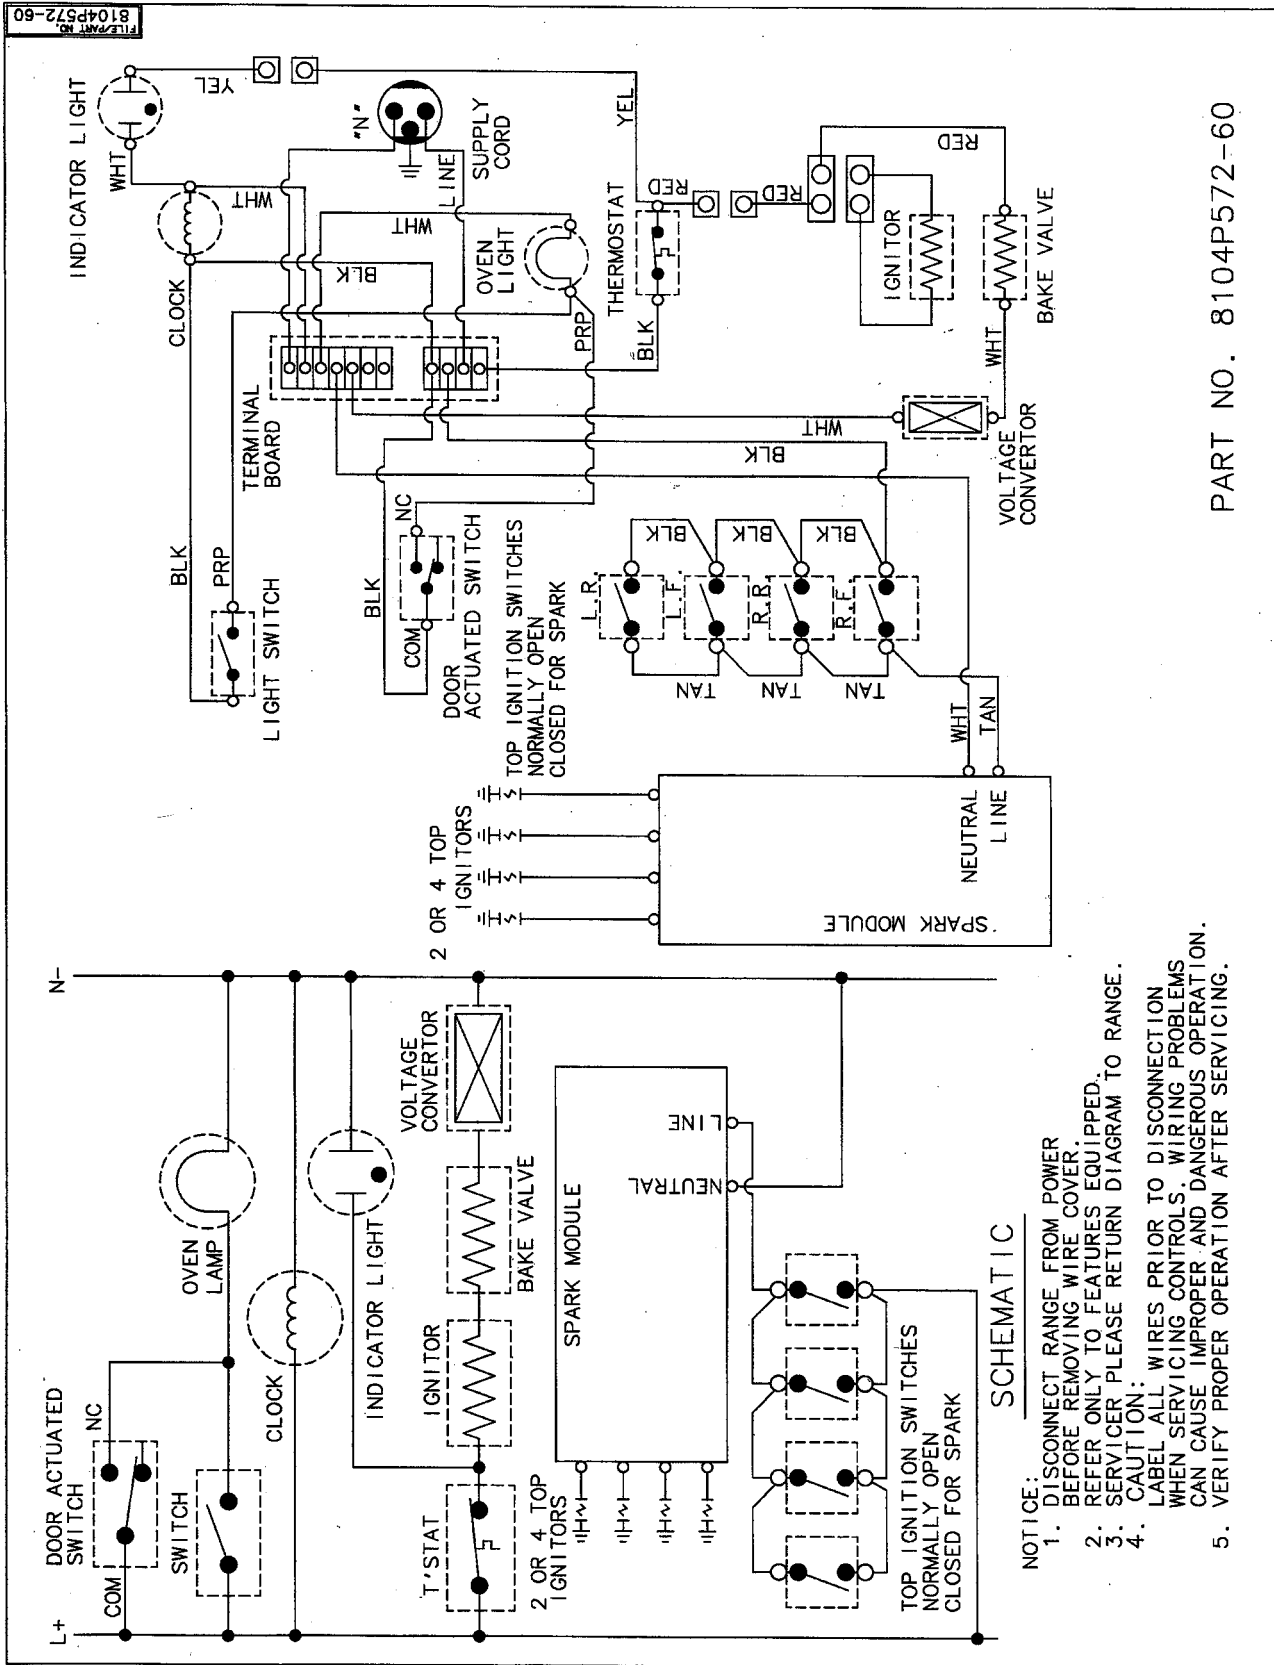 FILE/PART NO.
8104P572-60
INDICATOR LIGHT
WHT
YEL
"N"
SUPPLY
CORD
LINE
CLOCK
WHT
WHT
BLK
OVEN
LIGHT
PRP
THERMOSTAT
YEL
RED
RED
RED
BLK
IGNITOR
BAKE VALVE
WHT
TERMINAL
BOARD
BLK
PRP
LIGHT SWITCH
NC
BLK
COM
DOOR
ACTUATED SWITCH
WHT
BLK
VOLTAGE
CONVERTOR
TOP IGNITION SWITCHES
NORMALLY OPEN
CLOSED FOR SPARK
L.R.
L.F.
R.R.
R.F.
BLK
BLK
BLK
TAN
TAN
TAN
WHT
TAN
2 OR 4 TOP
IGNITORS
NEUTRAL
LINE
SPARK MODULE
PART NO. 8104P572-60
L+
N-
DOOR ACTUATED
SWITCH
NC
COM
SWITCH
OVEN
LAMP
CLOCK
INDICATOR LIGHT
T'STAT
IGNITOR
BAKE VALVE
VOLTAGE
CONVERTOR
2 OR 4 TOP
IGNITORS
SPARK MODULE
LINE
NEUTRAL
TOP IGNITION SWITCHES
NORMALLY OPEN
CLOSED FOR SPARK
SCHEMATIC
NOTICE:
1. DISCONNECT RANGE FROM POWER
BEFORE REMOVING WIRE COVER.
2. REFER ONLY TO FEATURES EQUIPPED.
3. SERVICER PLEASE RETURN DIAGRAM TO RANGE.
4. CAUTION:
LABEL ALL WIRES PRIOR TO DISCONNECTION
WHEN SERVICING CONTROLS. WIRING PROBLEMS
CAN CAUSE IMPROPER AND DANGEROUS OPERATION.
5. VERIFY PROPER OPERATION AFTER SERVICING.